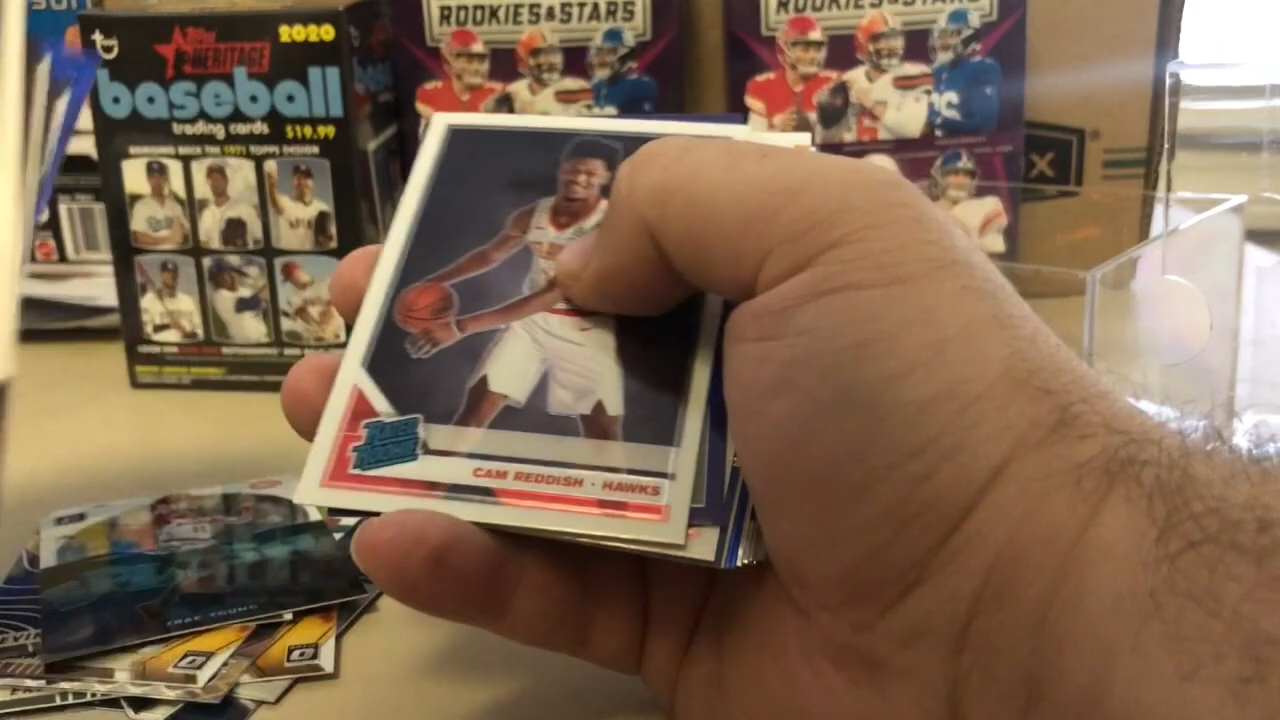 2020
Topps
HERITAGE
baseball
trading cards
$19.99
BRINGING BACK THE 1971 TOPPS DESIGN
ROOKIES & STARS
ROOKIES & STARS
X
RATED
ROOKIE
CAM REDDISH · HAWKS
TRAE YOUNG